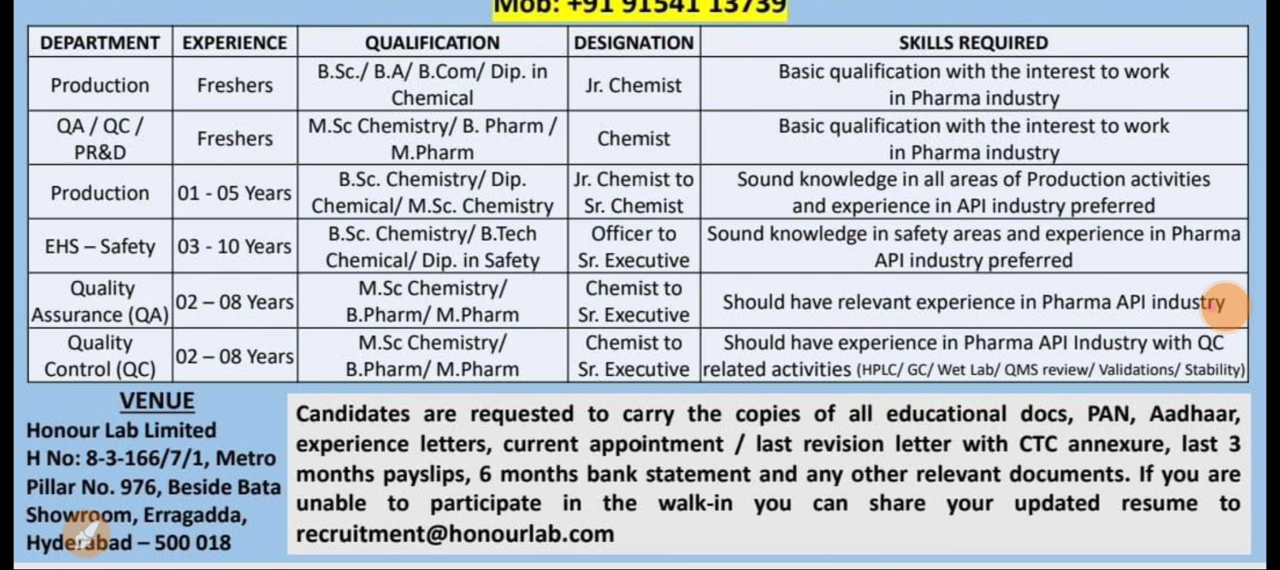 Mob: +91 91541 13739
DEPARTMENT EXPERIENCE QUALIFICATION DESIGNATION SKILLS REQUIRED
Production Freshers B.Sc./ B.A/ B.Com/ Dip. in Chemical Jr. Chemist Basic qualification with the interest to work in Pharma industry
QA / QC / PR&D Freshers M.Sc Chemistry/ B. Pharm / M.Pharm Chemist Basic qualification with the interest to work in Pharma industry
Production 01 - 05 Years B.Sc. Chemistry/ Dip. Chemical/ M.Sc. Chemistry Jr. Chemist to Sr. Chemist Sound knowledge in all areas of Production activities and experience in API industry preferred
EHS – Safety 03 - 10 Years B.Sc. Chemistry/ B.Tech Chemical/ Dip. in Safety Officer to Sr. Executive Sound knowledge in safety areas and experience in Pharma API industry preferred
Quality Assurance (QA) 02 – 08 Years M.Sc Chemistry/ B.Pharm/ M.Pharm Chemist to Sr. Executive Should have relevant experience in Pharma API industry
Quality Control (QC) 02 – 08 Years M.Sc Chemistry/ B.Pharm/ M.Pharm Chemist to Sr. Executive Should have experience in Pharma API Industry with QC related activities (HPLC/ GC/ Wet Lab/ QMS review/ Validations/ Stability)
VENUE
Honour Lab Limited
H No: 8-3-166/7/1, Metro
Pillar No. 976, Beside Bata
Showroom, Erragadda,
Hyderabad – 500 018
Candidates are requested to carry the copies of all educational docs, PAN, Aadhaar,
experience letters, current appointment / last revision letter with CTC annexure, last 3
months payslips, 6 months bank statement and any other relevant documents. If you are
unable to participate in the walk-in you can share your updated resume to
recruitment@honourlab.com